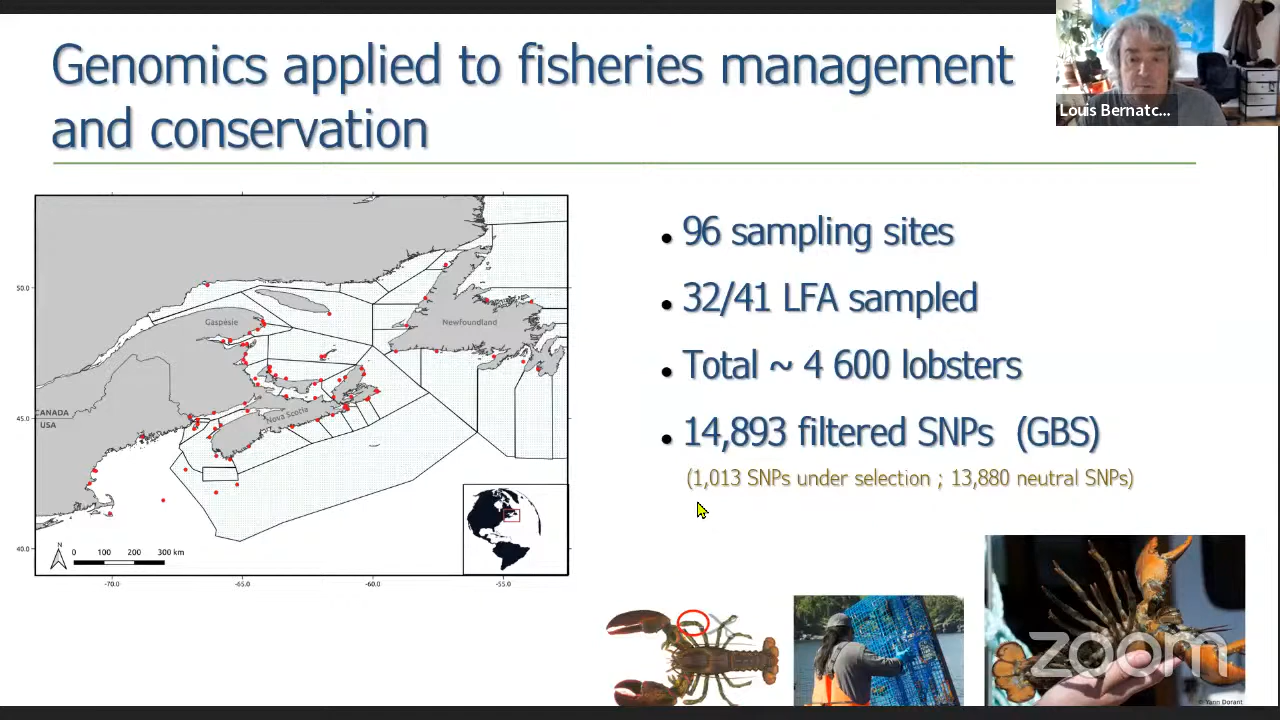 Genomics applied to fisheries management
and conservation
Louis Bernatc...
96 sampling sites
32/41 LFA sampled
Total ~ 4 600 lobsters
14,893 filtered SNPs (GBS)
(1,013 SNPs under selection ; 13,880 neutral SNPs)
50.0
Gaspésie
Newfoundland
CANADA
45.0
USA
Nova Scotia
N
0 100 200 300 km
40.0
-70.0 -65.0 -60.0 -55.0
zoom
© Yann Dorant